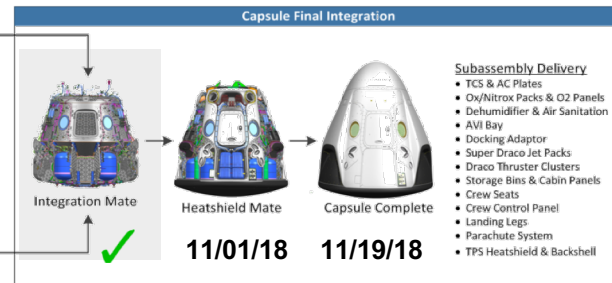 Capsule Final Integration
Integration Mate
Heatshield Mate
11/01/18
Capsule Complete
11/19/18
Subassembly Delivery
• TCS & AC Plates
• Ox/Nitrox Packs & O2 Panels
• Dehumidifier & Air Sanitation
• AVI Bay
• Docking Adaptor
• Super Draco Jet Packs
• Draco Thruster Clusters
• Storage Bins & Cabin Panels
• Crew Seats
• Crew Control Panel
• Landing Legs
• Parachute System
• TPS Heatshield & Backshell